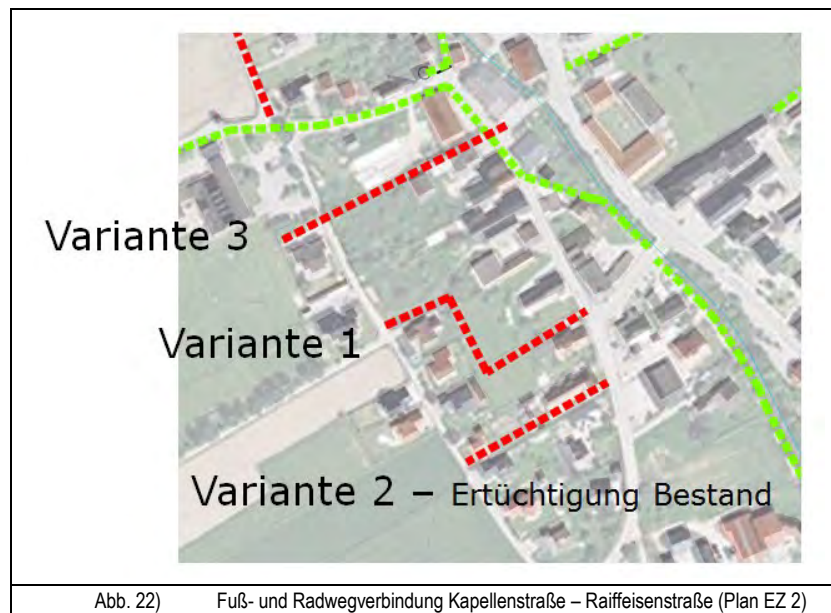 Variante 3
Variante 1
Variante 2 – Ertüchtigung Bestand
Abb. 22) Fuß- und Radwegverbindung Kapellenstraße – Raiffeisenstraße (Plan EZ 2)